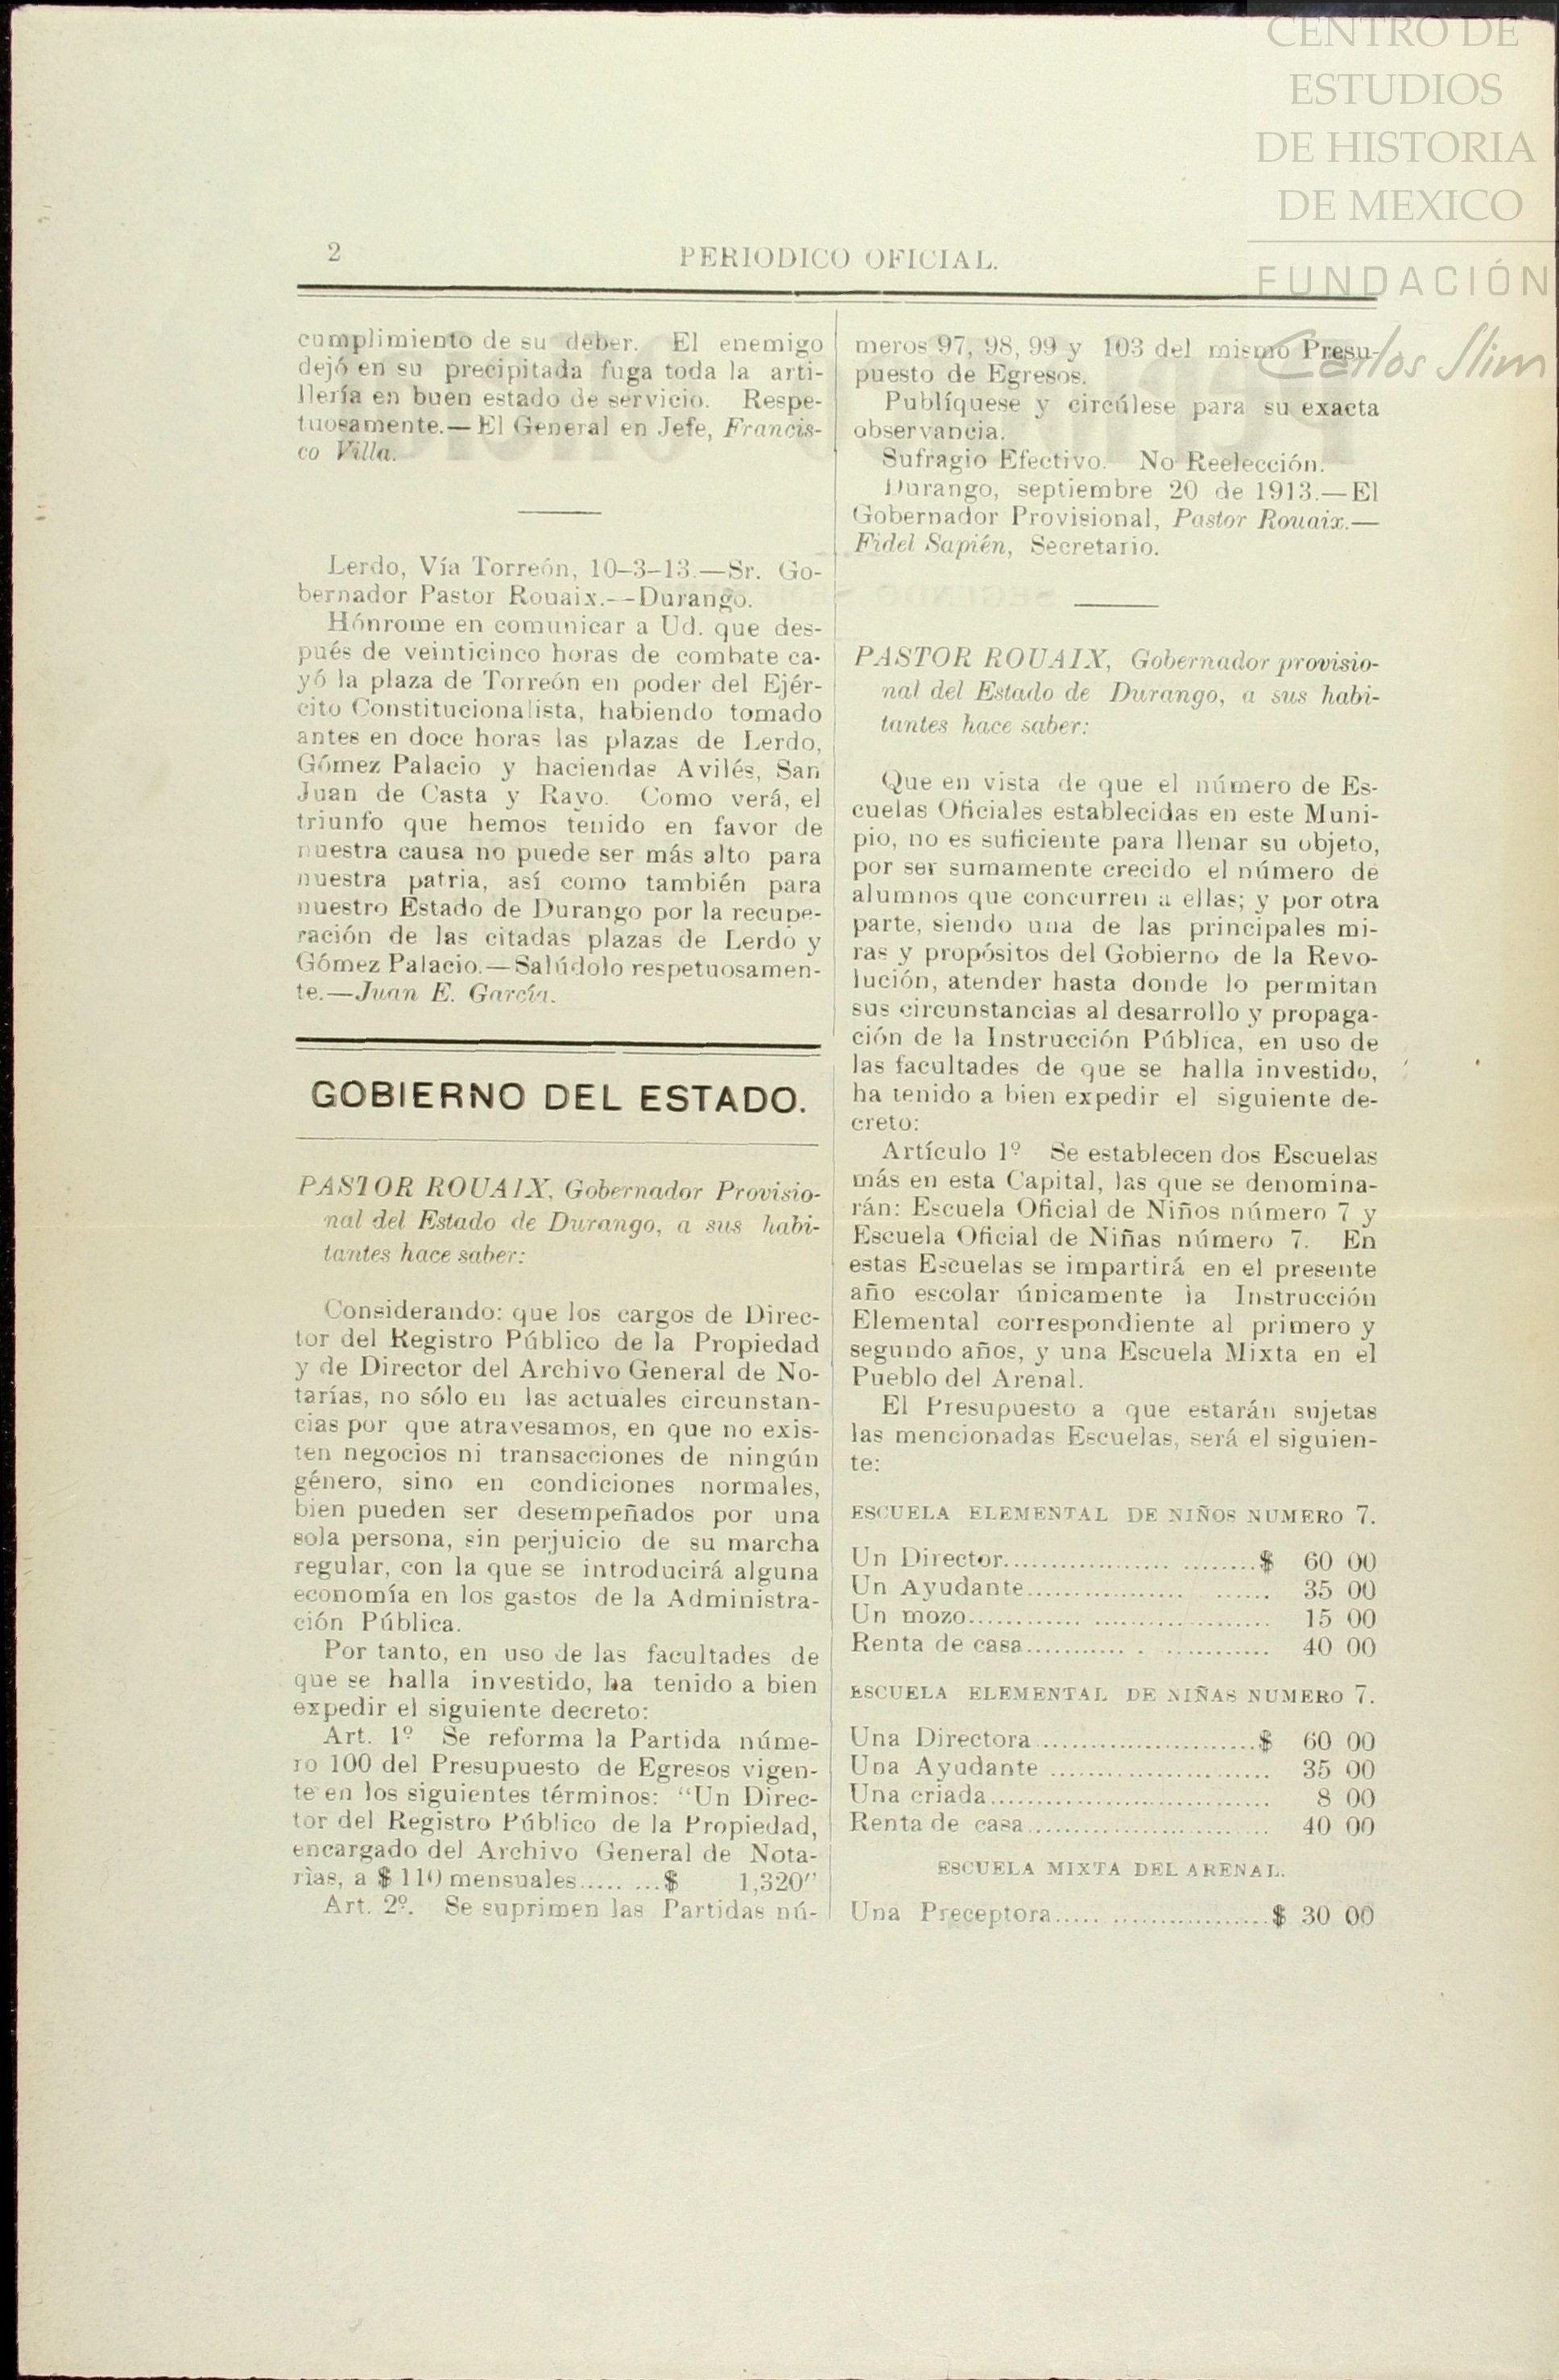 CENTRO DE
ESTUDIOS
DE HISTORIA
DE MEXICO
FUNDACIÓN
Carlos Slim
2
PERIODICO OFICIAL.
cumplimiento de su deber. El enemigo
dejó en su precipitada fuga toda la arti-
llería en buen estado de servicio. Respe-
tuosamente.—El General en Jefe, Francis-
co Villa.
Lerdo, Vía Torreón, 10-3-13.—Sr. Go-
bernador Pastor Rouaix.--Durango.
Hónrome en comunicar a Ud. que des-
pués de veinticinco horas de combate ca-
yó la plaza de Torreón en poder del Ejér-
cito Constitucionalista, habiendo tomado
antes en doce horas las plazas de Lerdo,
Gómez Palacio y haciendas Avilés, San
Juan de Casta y Rayo. Como verá, el
triunfo que hemos tenido en favor de
nuestra causa no puede ser más alto para
nuestra patria, así como también para
nuestro Estado de Durango por la recupe-
ración de las citadas plazas de Lerdo y
Gómez Palacio.—Salúdolo respetuosamen-
te.—Juan E. García.
GOBIERNO DEL ESTADO.
PASTOR ROUAIX, Gobernador Provisio-
nal del Estado de Durango, a sus habi-
tantes hace saber:
Considerando: que los cargos de Direc-
tor del Registro Público de la Propiedad
y de Director del Archivo General de No-
tarías, no sólo en las actuales circunstan-
cias por que atravesamos, en que no exis-
ten negocios ni transacciones de ningún
género, sino en condiciones normales,
bien pueden ser desempeñados por una
sola persona, sin perjuicio de su marcha
regular, con la que se introducirá alguna
economía en los gastos de la Administra-
ción Pública.
Por tanto, en uso de las facultades de
que se halla investido, ha tenido a bien
expedir el siguiente decreto:
Art. 1º Se reforma la Partida núme-
ro 100 del Presupuesto de Egresos vigen-
te en los siguientes términos: “Un Direc-
tor del Registro Público de la Propiedad,
encargado del Archivo General de Nota-
rìas, a $ 110 mensuales..... ...$ 1,320”
Art. 2º. Se suprimen las Partidas nú-
meros 97, 98, 99 y 103 del mismo Presu-
puesto de Egresos.
Publíquese y circúlese para su exacta
observancia.
Sufragio Efectivo. No Reelección.
Durango, septiembre 20 de 1913.—El
Gobernador Provisional, Pastor Rouaix.—
Fidel Sapién, Secretario.
PASTOR ROUAIX, Gobernador provisio-
nal del Estado de Durango, a sus habi-
tantes hace saber:
Que en vista de que el número de Es-
cuelas Oficiales establecidas en este Muni-
pio, no es suficiente para llenar su objeto,
por ser sumamente crecido el número de
alumnos que concurren a ellas; y por otra
parte, siendo una de las principales mi-
ras y propósitos del Gobierno de la Revo-
lución, atender hasta donde lo permitan
sus circunstancias al desarrollo y propaga-
ción de la Instrucción Pública, en uso de
las facultades de que se halla investido,
ha tenido a bien expedir el siguiente de-
creto:
Artículo 1º Se establecen dos Escuelas
más en esta Capital, las que se denomina-
rán: Escuela Oficial de Niños número 7 y
Escuela Oficial de Niñas número 7. En
estas Escuelas se impartirá en el presente
año escolar únicamente la Instrucción
Elemental correspondiente al primero y
segundo años, y una Escuela Mixta en el
Pueblo del Arenal.
El Presupuesto a que estarán sujetas
las mencionadas Escuelas, será el siguien-
te:
ESCUELA ELEMENTAL DE NIÑOS NUMERO 7.
Un Director..............................$ 60 00
Un Ayudante........................ 35 00
Un mozo.............................. 15 00
Renta de casa........................ 40 00
ESCUELA ELEMENTAL DE NIÑAS NUMERO 7.
Una Directora........................$ 60 00
Una Ayudante........................ 35 00
Una criada.............................. 8 00
Renta de casa.......................... 40 00
ESCUELA MIXTA DEL ARENAL.
Una Preceptora........................$ 30 00